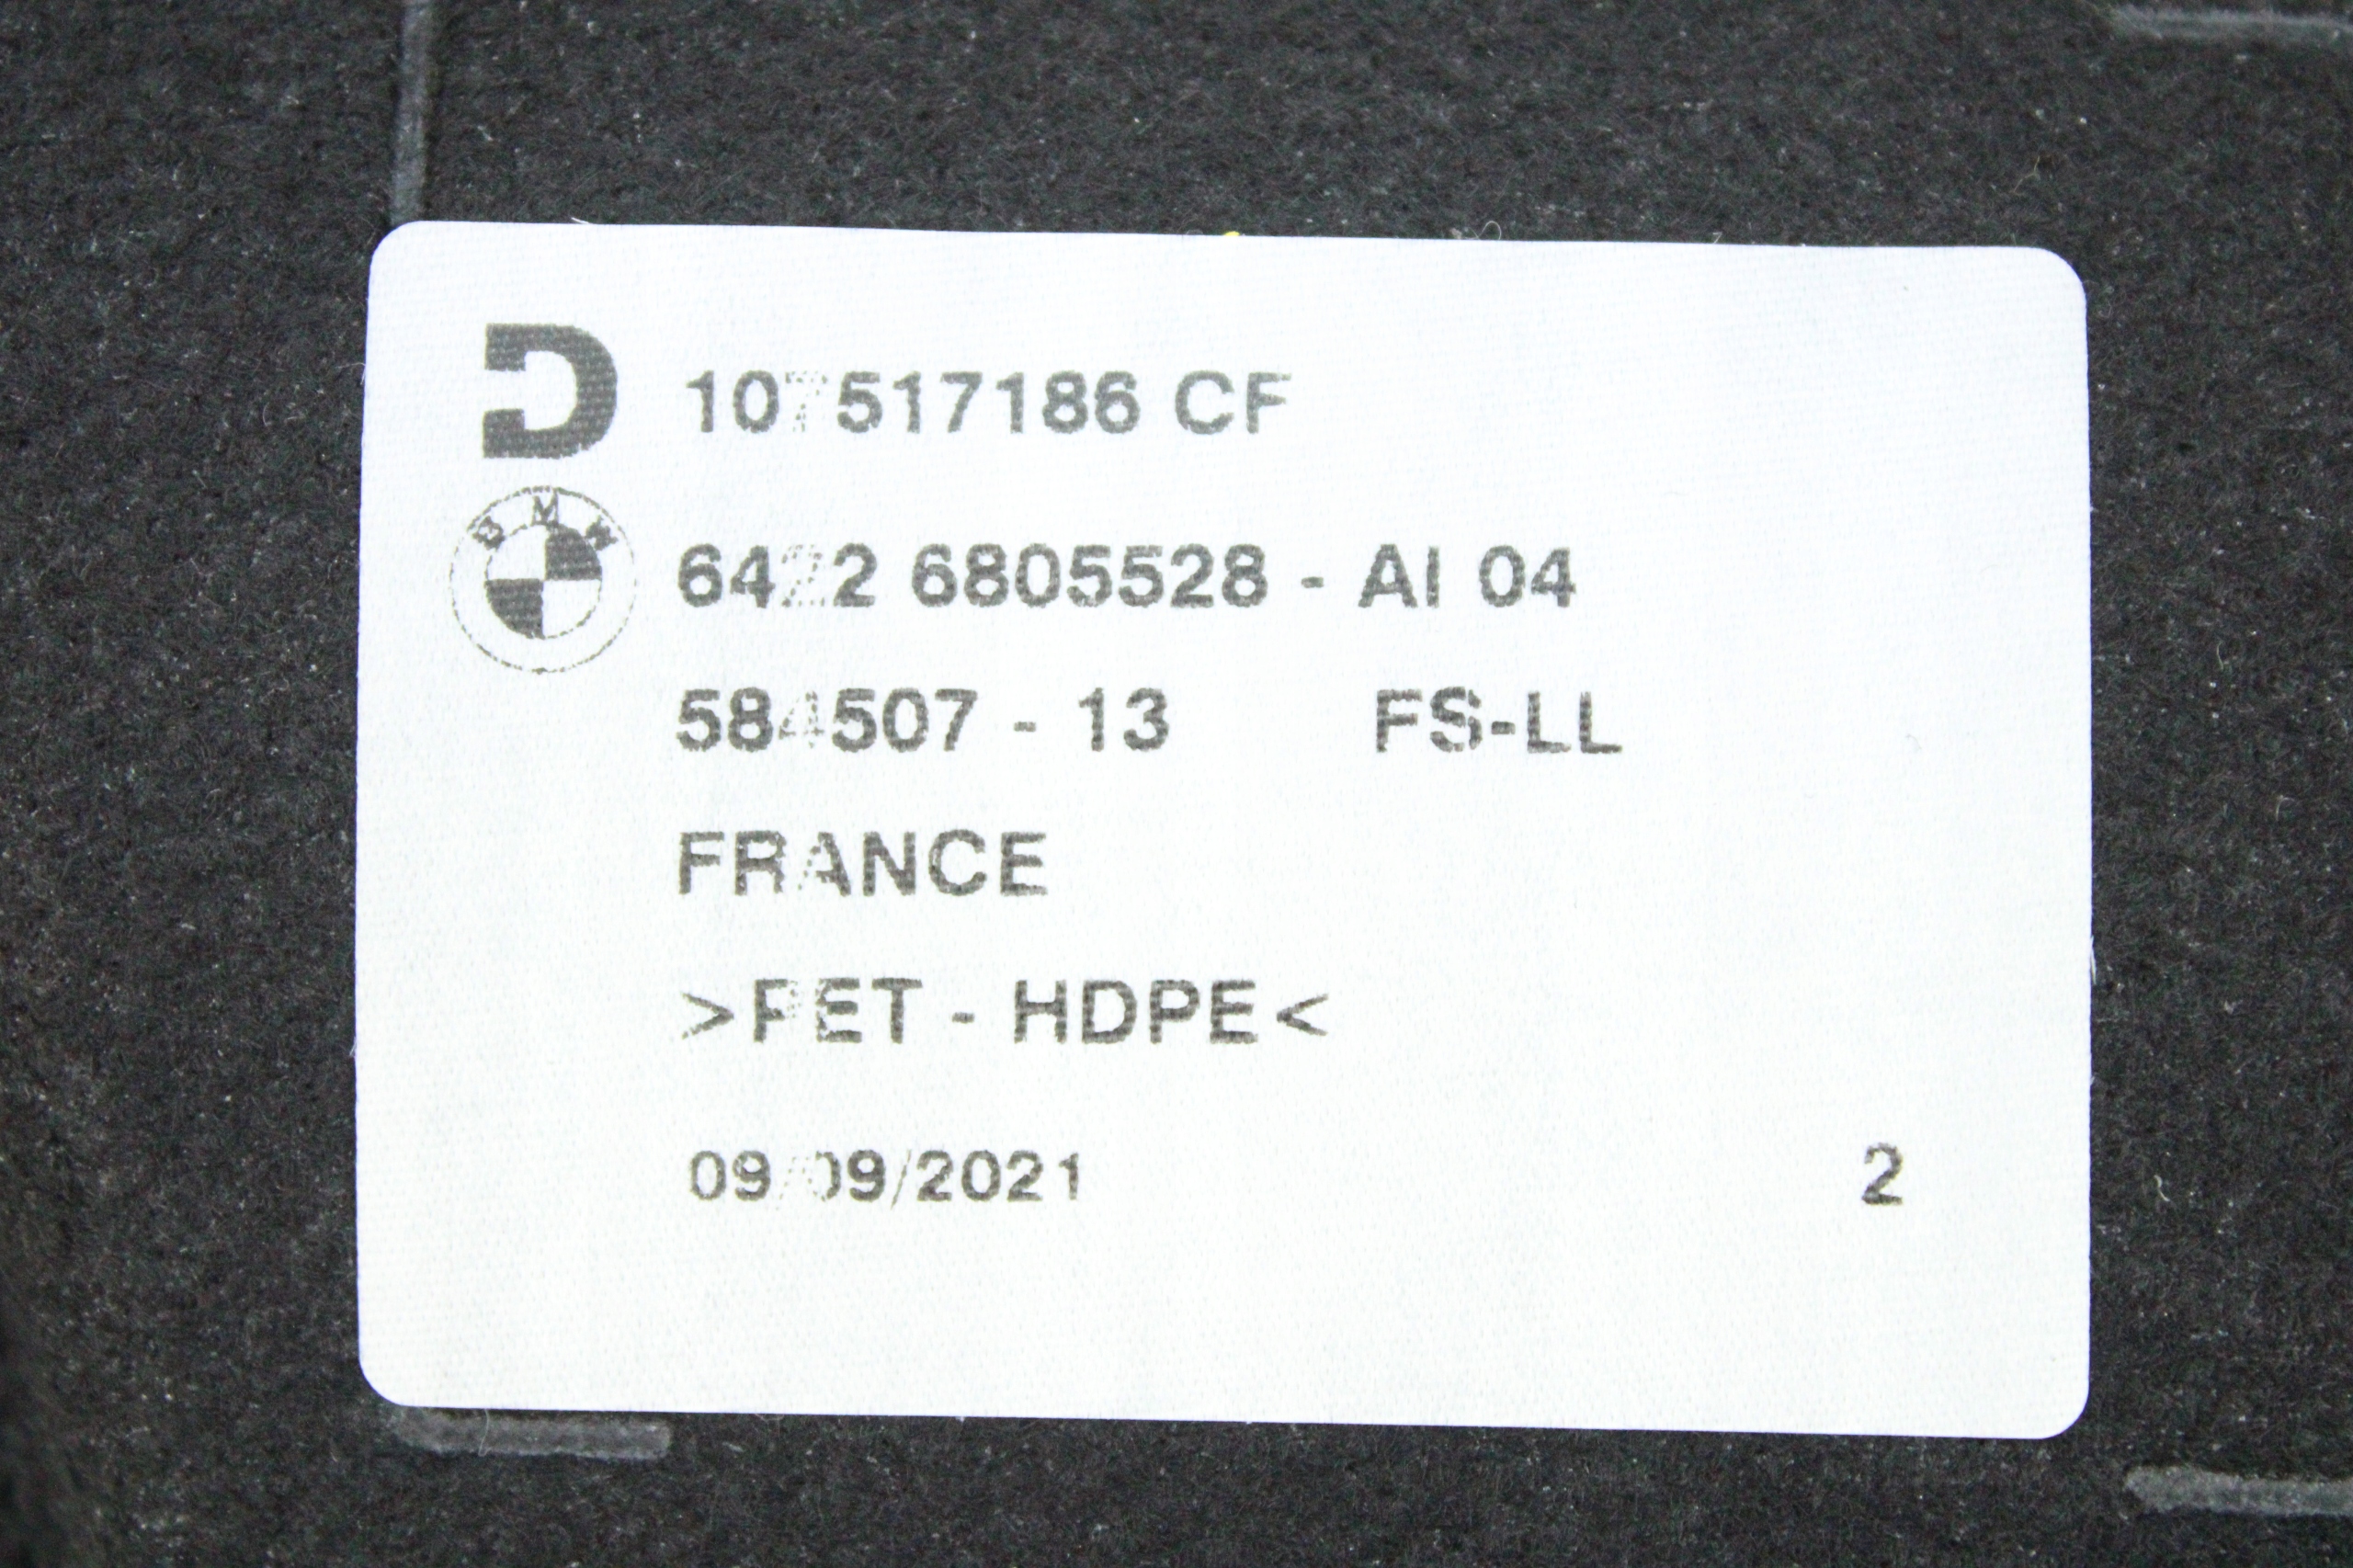 D 107517186 CF
BMW
6422 6805528 - AI 04
584507 - 13 FS-LL
FRANCE
>PET - HDPE<
09/09/2021 2